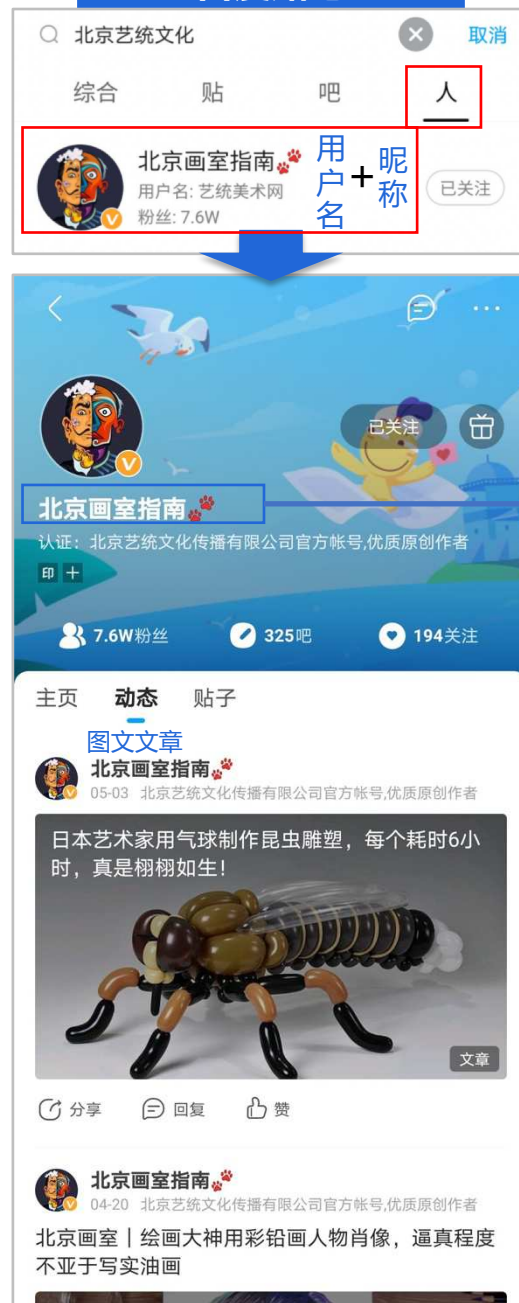 北京艺统文化
取消
综合 贴 吧 人
北京画室指南
用户名: 艺统美术网
粉丝: 7.6W
用户名
+
昵称
已关注
已关注
北京画室指南
认证：北京艺统文化传播有限公司官方帐号,优质原创作者
印
7.6W粉丝 325吧 194关注
主页 动态 贴子
图文文章
北京画室指南
05-03 北京艺统文化传播有限公司官方帐号,优质原创作者
日本艺术家用气球制作昆虫雕塑，每个耗时6小
时，真是栩栩如生！
文章
分享 回复 赞
北京画室指南
04-20 北京艺统文化传播有限公司官方帐号,优质原创作者
北京画室丨绘画大神用彩铅画人物肖像，逼真程度
不亚于写实油画